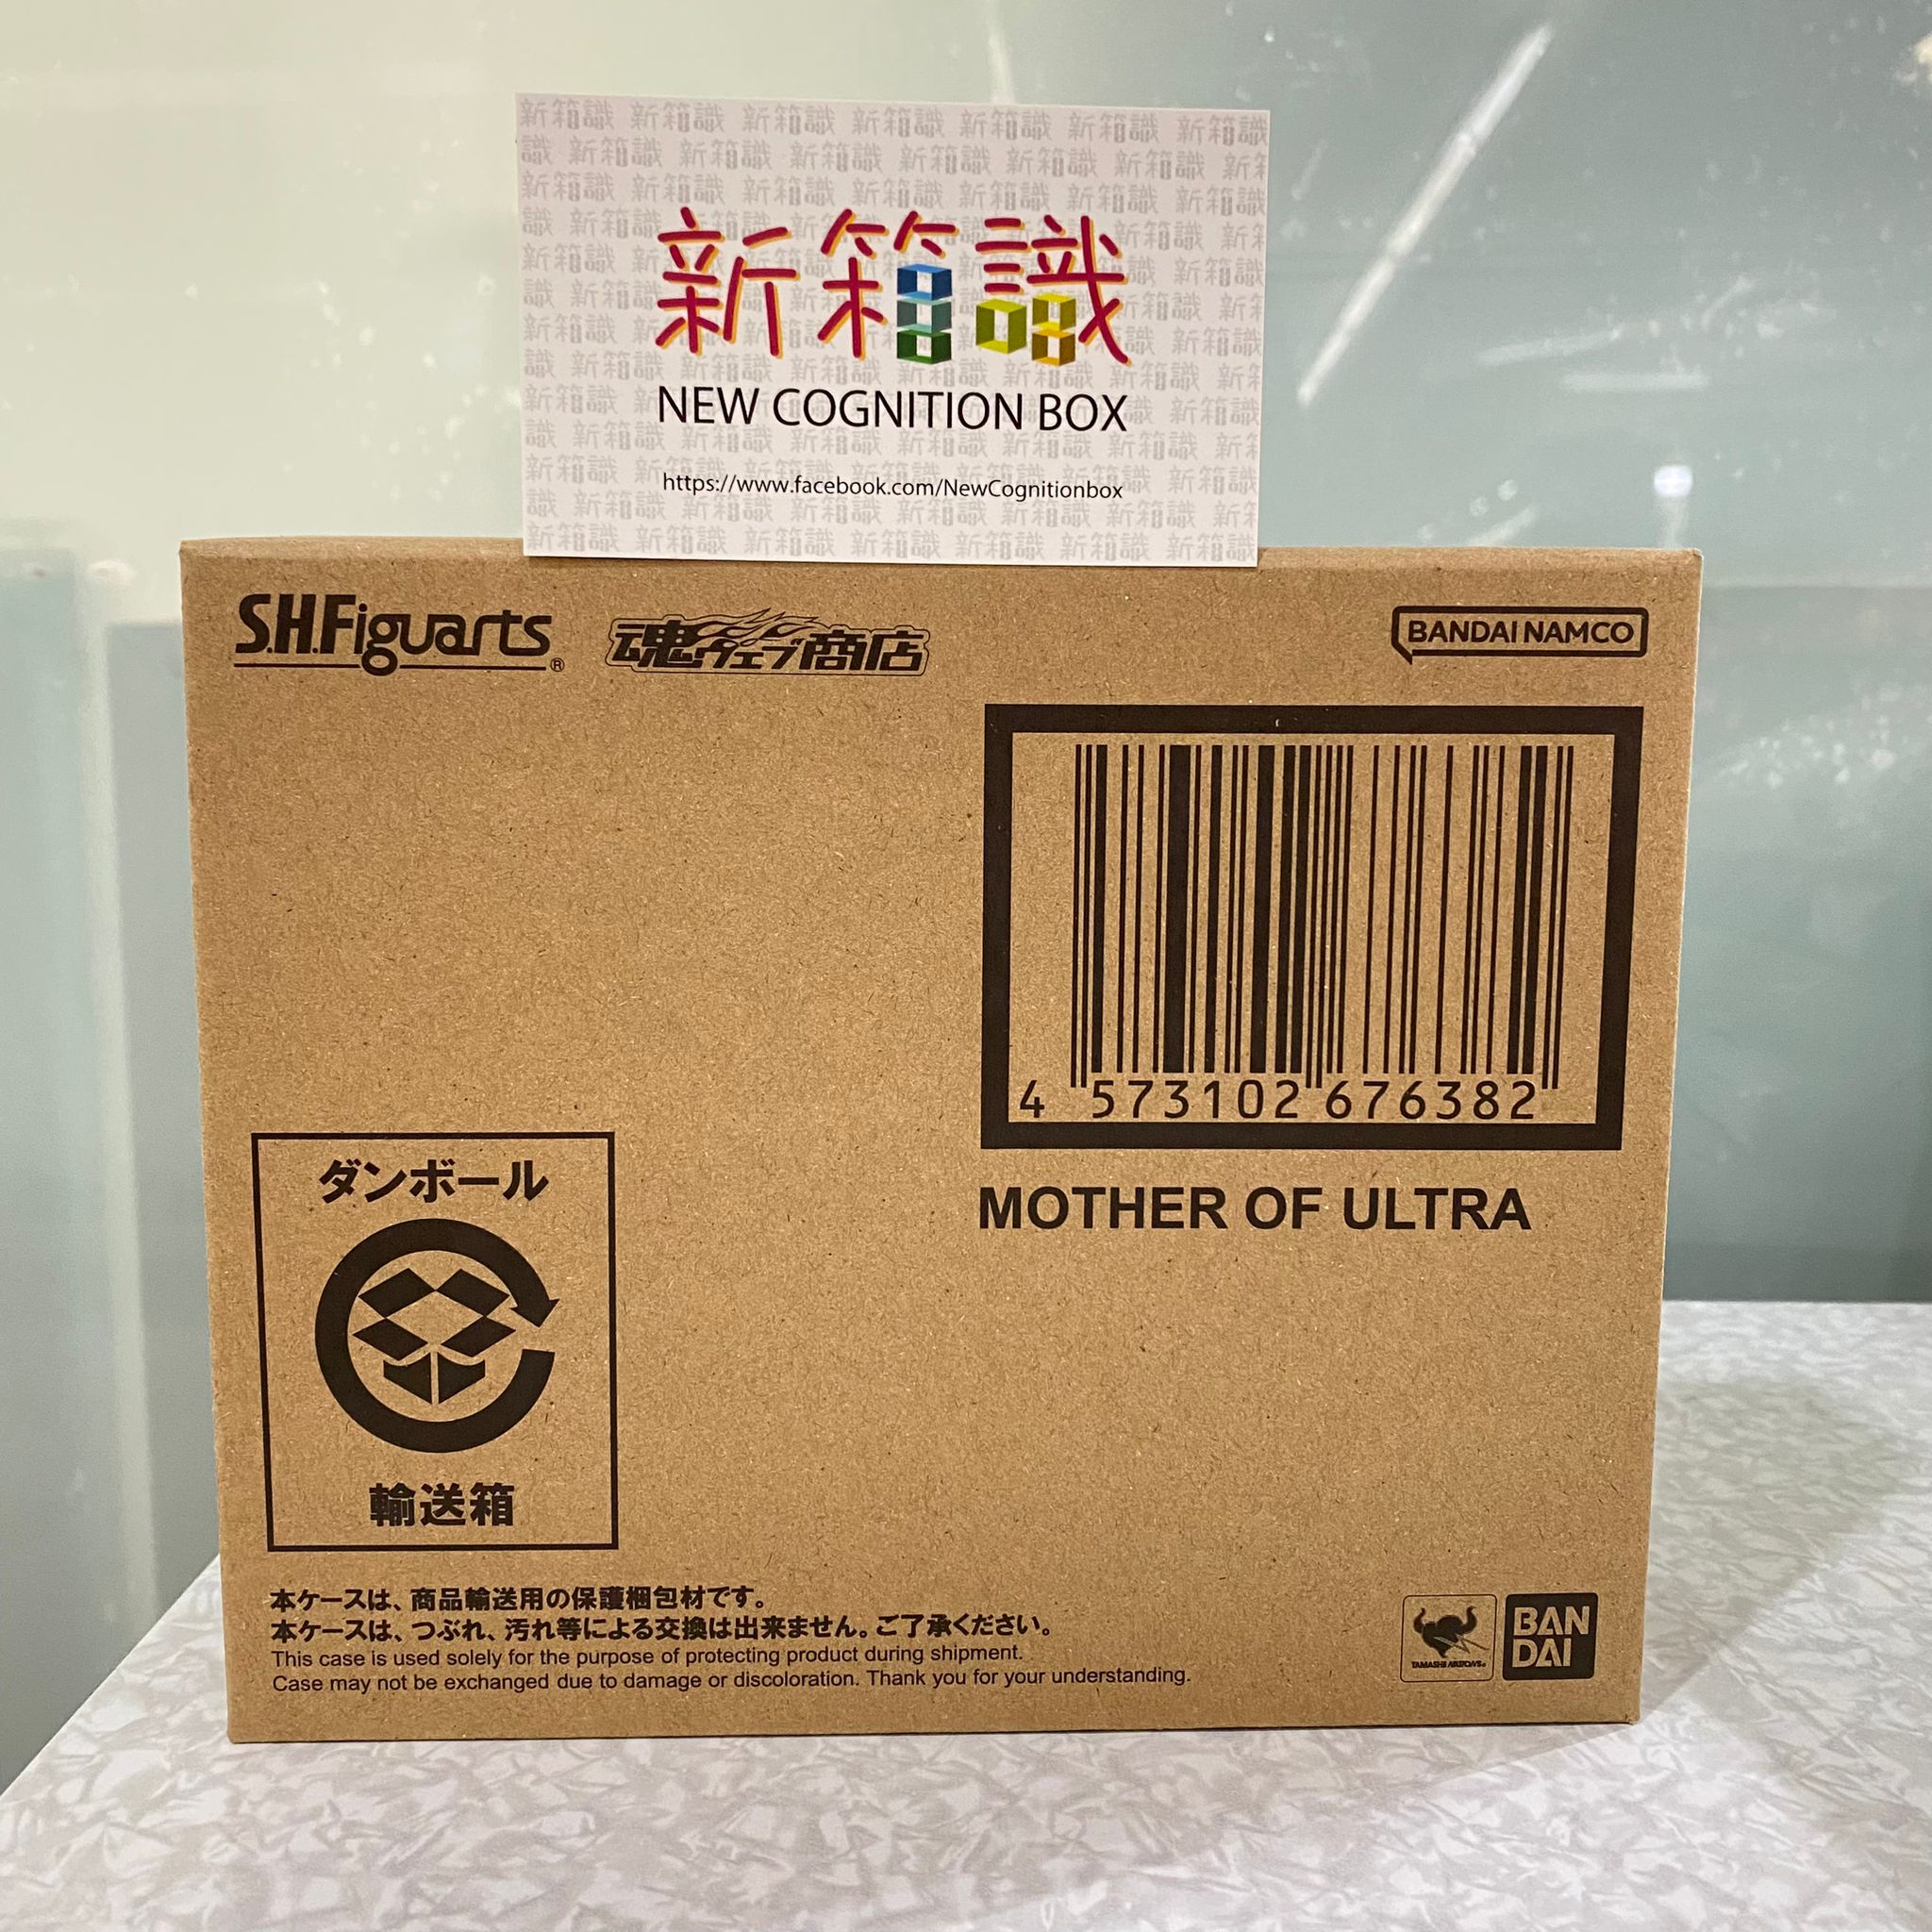 新箱識
NEW COGNITION BOX
https://www.facebook.com/NewCognitionbox
S.H.Figuarts®
魂ウェブ商店
BANDAI NAMCO
4 573102 676382
MOTHER OF ULTRA
ダンボール
輸送箱
本ケースは、商品輸送用の保護梱包材です。
本ケースは、つぶれ、汚れ等による交換は出来ません。ご了承ください。
This case is used solely for the purpose of protecting product during shipment.
Case may not be exchanged due to damage or discoloration. Thank you for your understanding.
TAMASHII NATIONS
BAN
DAI